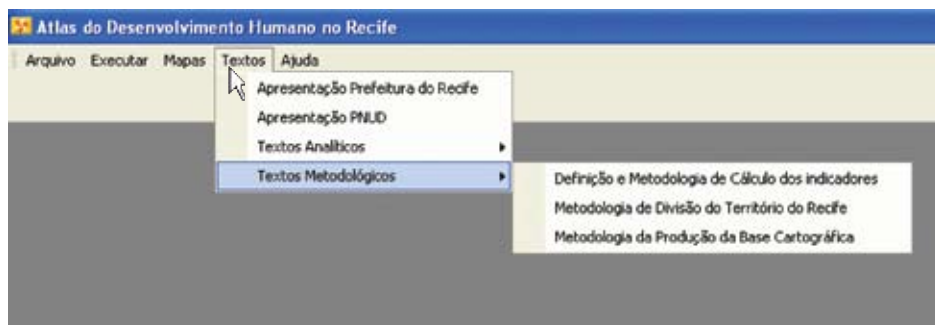 Atlas do Desenvolvimento Humano no Recife
Arquivo Executar Mapas Textos Ajuda
Apresentação Prefeitura do Recife
Apresentação PNUD
Textos Analíticos
Textos Metodológicos
Definição e Metodologia de Cálculo dos indicadores
Metodologia de Divisão do Território do Recife
Metodologia da Produção da Base Cartográfica